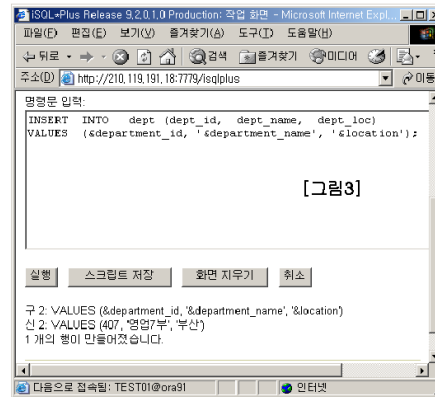 iSQL*Plus Release 9,2,0,1,0 Production: 작업 화면 - Microsoft Internet Expl...
파일(F) 편집(E) 보기(V) 즐겨찾기(A) 도구(T) 도움말(H)
뒤로 검색 즐겨찾기 미디어
주소(D) http://210,119,191,18:7779/isqlplus 이동
명령문 입력:
INSERT INTO dept (dept_id, dept_name, dept_loc)
VALUES (&department_id, '&department_name', '&location');
[그림3]
실행 스크립트 저장 화면 지우기 취소
구 2: VALUES (&department_id, '&department_name', '&location')
신 2: VALUES (407, '영업7부', '부산')
1 개의 행이 만들어졌습니다.
다음으로 접속됨: TEST01@ora91 인터넷